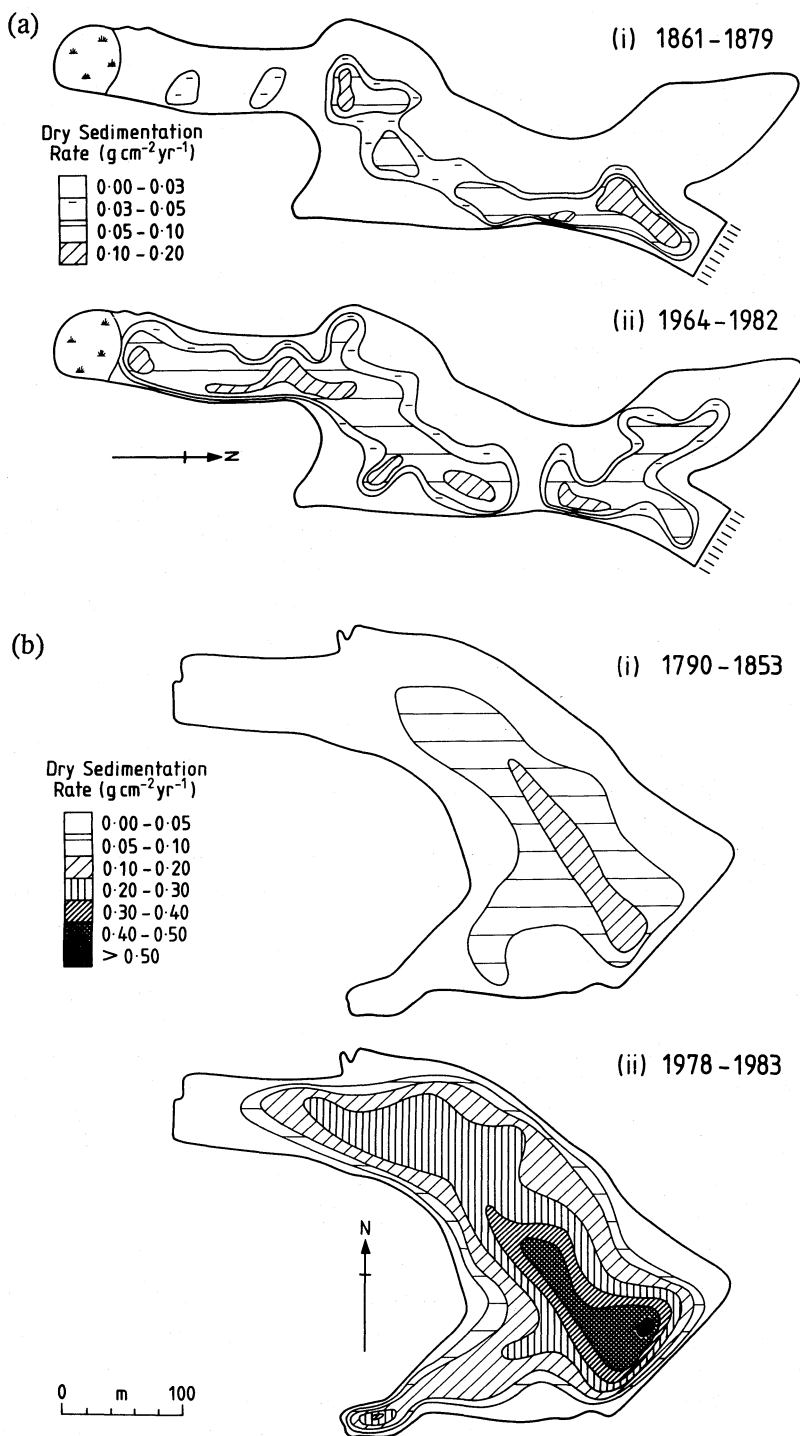 (a)
(i) 1861–1879
Dry Sedimentation
Rate (g cm⁻² yr⁻¹)
0·00 – 0·03
0·03 – 0·05
0·05 – 0·10
0·10 – 0·20
(ii) 1964–1982
N
(b)
(i) 1790–1853
Dry Sedimentation
Rate (g cm⁻² yr⁻¹)
0·00 – 0·05
0·05 – 0·10
0·10 – 0·20
0·20 – 0·30
0·30 – 0·40
0·40 – 0·50
> 0·50
(ii) 1978–1983
N
0 m 100